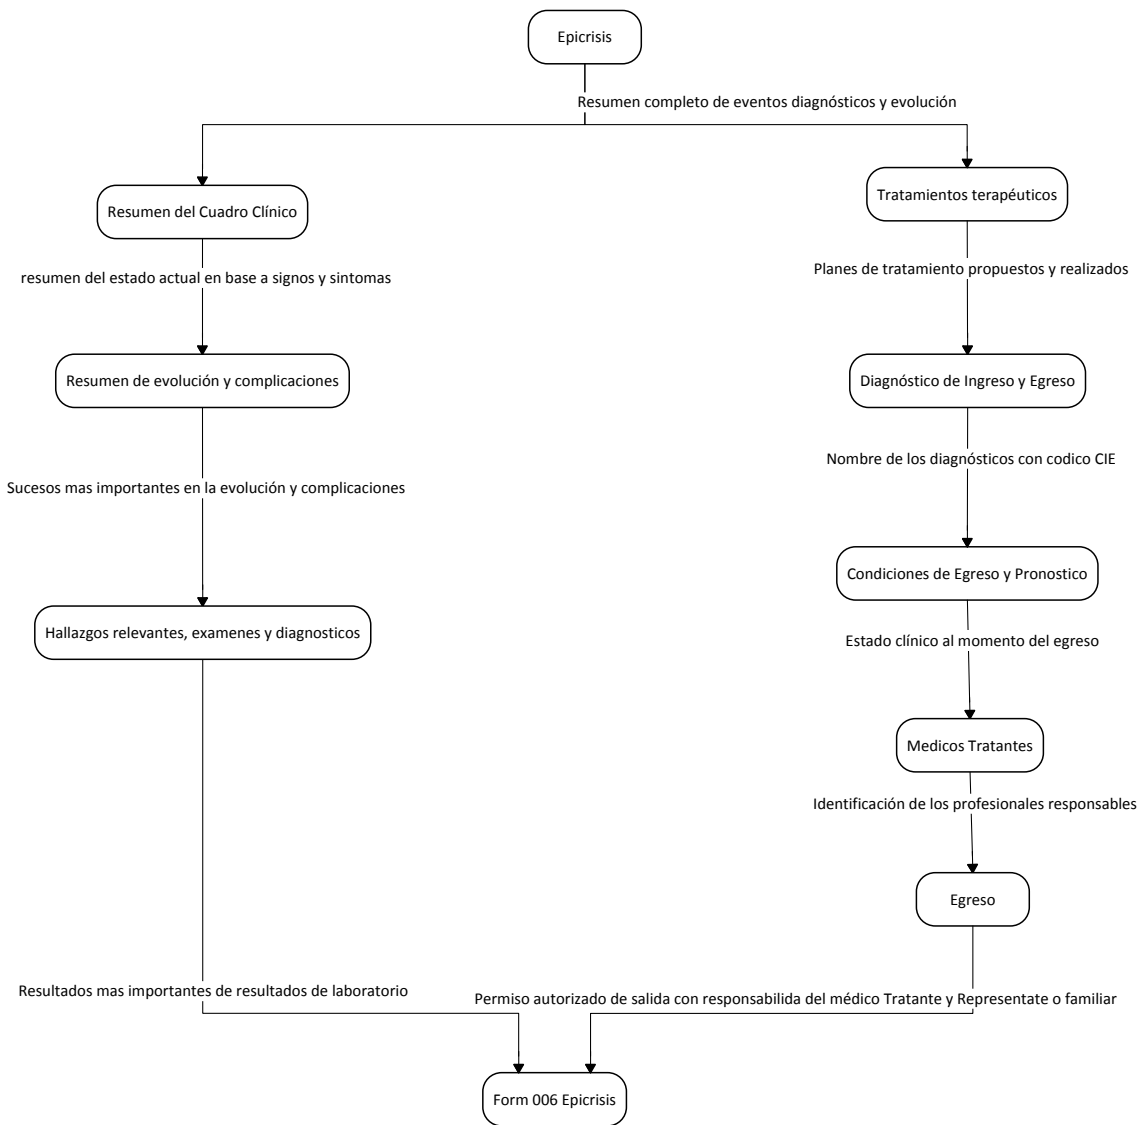 Epicrisis
Resumen completo de eventos diagnósticos y evolución
Resumen del Cuadro Clínico
Tratamientos terapéuticos
resumen del estado actual en base a signos y sintomas
Planes de tratamiento propuestos y realizados
Resumen de evolución y complicaciones
Diagnóstico de Ingreso y Egreso
Sucesos mas importantes en la evolución y complicaciones
Nombre de los diagnósticos con codico CIE
Hallazgos relevantes, examenes y diagnosticos
Condiciones de Egreso y Pronostico
Estado clínico al momento del egreso
Medicos Tratantes
Identificación de los profesionales responsables
Egreso
Resultados mas importantes de resultados de laboratorio
Permiso autorizado de salida con responsabilida del médico Tratante y Representate o familiar
Form 006 Epicrisis